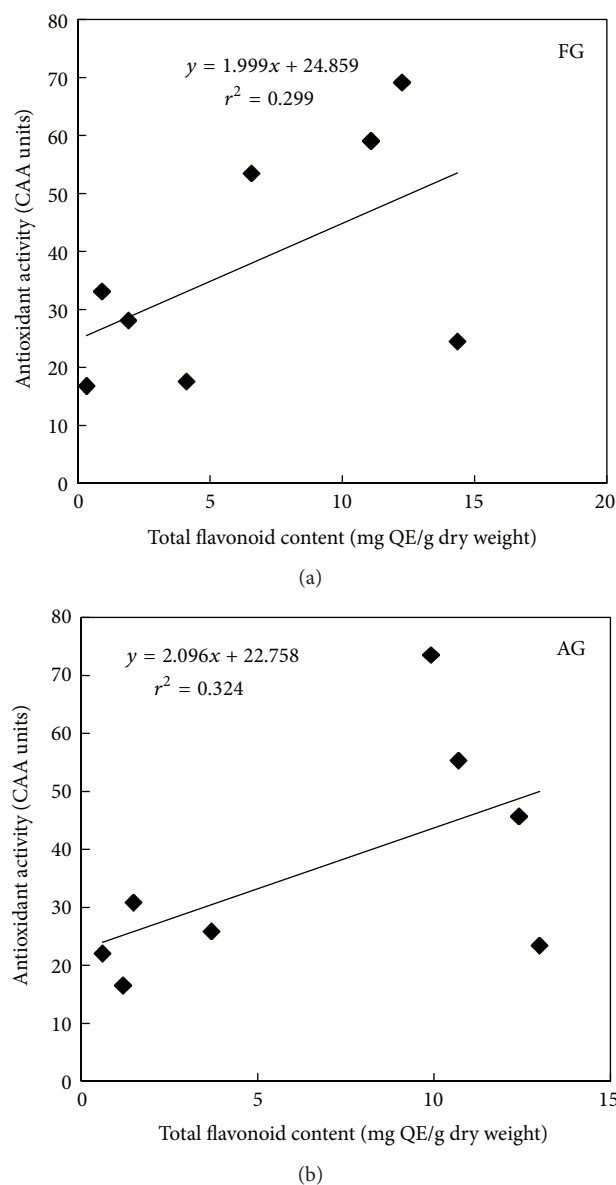 80
70
60
50
40
30
20
10
0
Antioxidant activity (CAA units)
y = 1.999x + 24.859
r² = 0.299
FG
0 5 10 15 20
Total flavonoid content (mg QE/g dry weight)
(a)
80
70
60
50
40
30
20
10
0
Antioxidant activity (CAA units)
y = 2.096x + 22.758
r² = 0.324
AG
0 5 10 15
Total flavonoid content (mg QE/g dry weight)
(b)